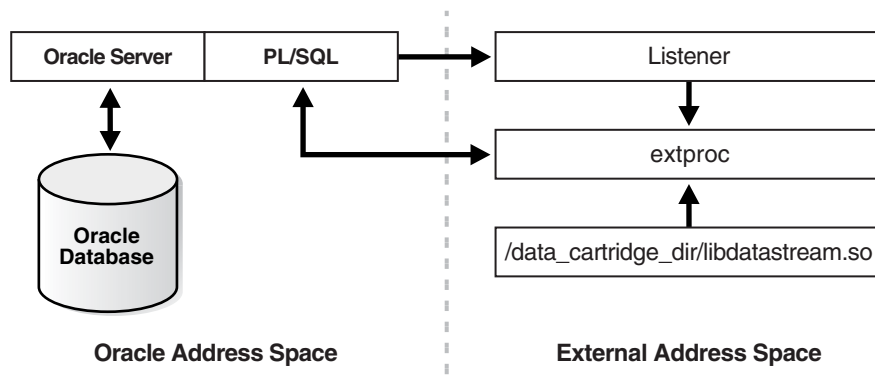 Oracle Server
PL/SQL
Listener
extproc
Oracle
Database
/data_cartridge_dir/libdatastream.so
Oracle Address Space
External Address Space